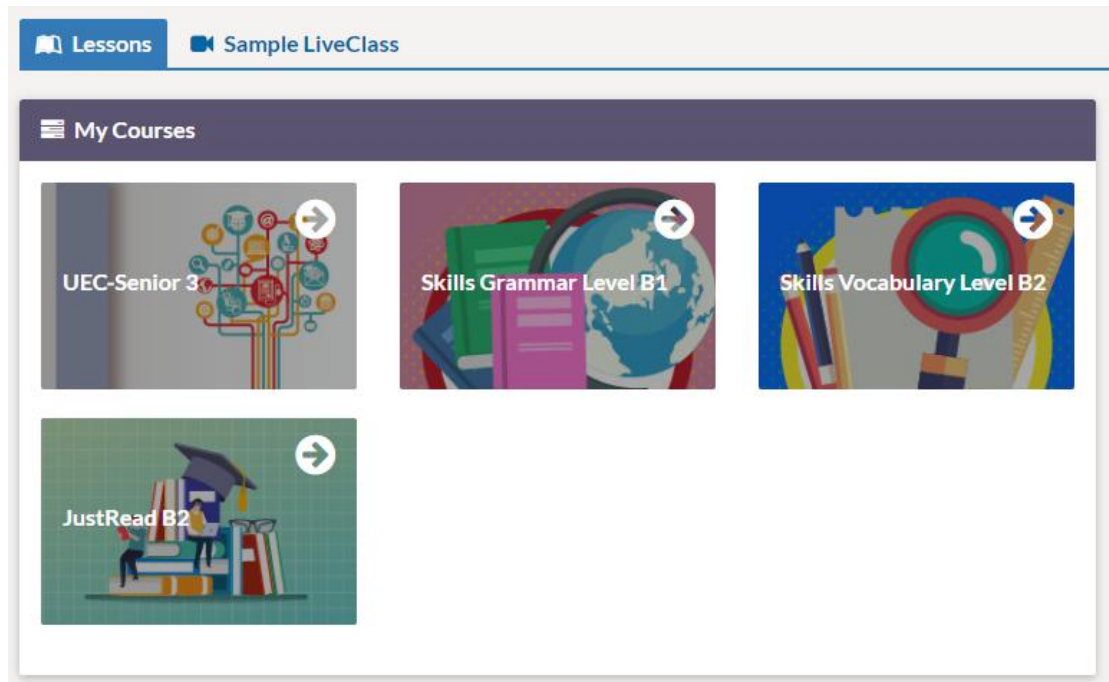 Lessons
Sample LiveClass
My Courses
UEC-Senior 3
Skills Grammar Level B1
Skills Vocabulary Level B2
JustRead B2